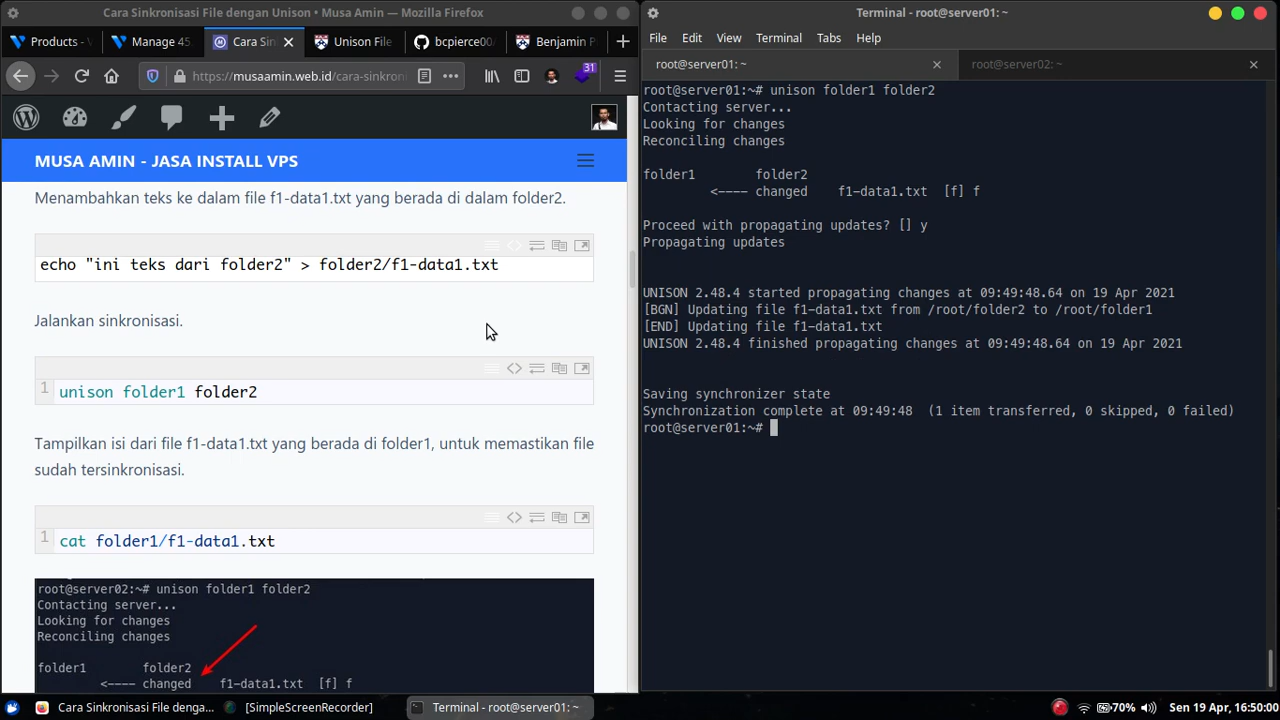 Cara Sinkronisasi File dengan Unison • Musa Amin — Mozilla Firefox
Products -
Manage 45
Cara Sin
Unison File
bcpierce00
Benjamin P
https://musaamin.web.id/cara-sinkron
31
MUSA AMIN - JASA INSTALL VPS
Menambahkan teks ke dalam file f1-data1.txt yang berada di dalam folder2.
echo "ini teks dari folder2" > folder2/f1-data1.txt
Jalankan sinkronisasi.
1 unison folder1 folder2
Tampilkan isi dari file f1-data1.txt yang berada di folder1, untuk memastikan file
sudah tersinkronisasi.
1 cat folder1/f1-data1.txt
root@server02:~# unison folder1 folder2
Contacting server...
Looking for changes
Reconciling changes
folder1 folder2
<---- changed f1-data1.txt [f] f
Terminal - root@server01: ~
File Edit View Terminal Tabs Help
root@server01: ~
root@server02: ~
root@server01:~# unison folder1 folder2
Contacting server...
Looking for changes
Reconciling changes
folder1 folder2
<---- changed f1-data1.txt [f] f
Proceed with propagating updates? [] y
Propagating updates
UNISON 2.48.4 started propagating changes at 09:49:48.64 on 19 Apr 2021
[BGN] Updating file f1-data1.txt from /root/folder2 to /root/folder1
[END] Updating file f1-data1.txt
UNISON 2.48.4 finished propagating changes at 09:49:48.64 on 19 Apr 2021
Saving synchronizer state
Synchronization complete at 09:49:48 (1 item transferred, 0 skipped, 0 failed)
root@server01:~#
Cara Sinkronisasi File denga...
[SimpleScreenRecorder]
Terminal - root@server01: ~
70%
Sen 19 Apr, 16:50:00